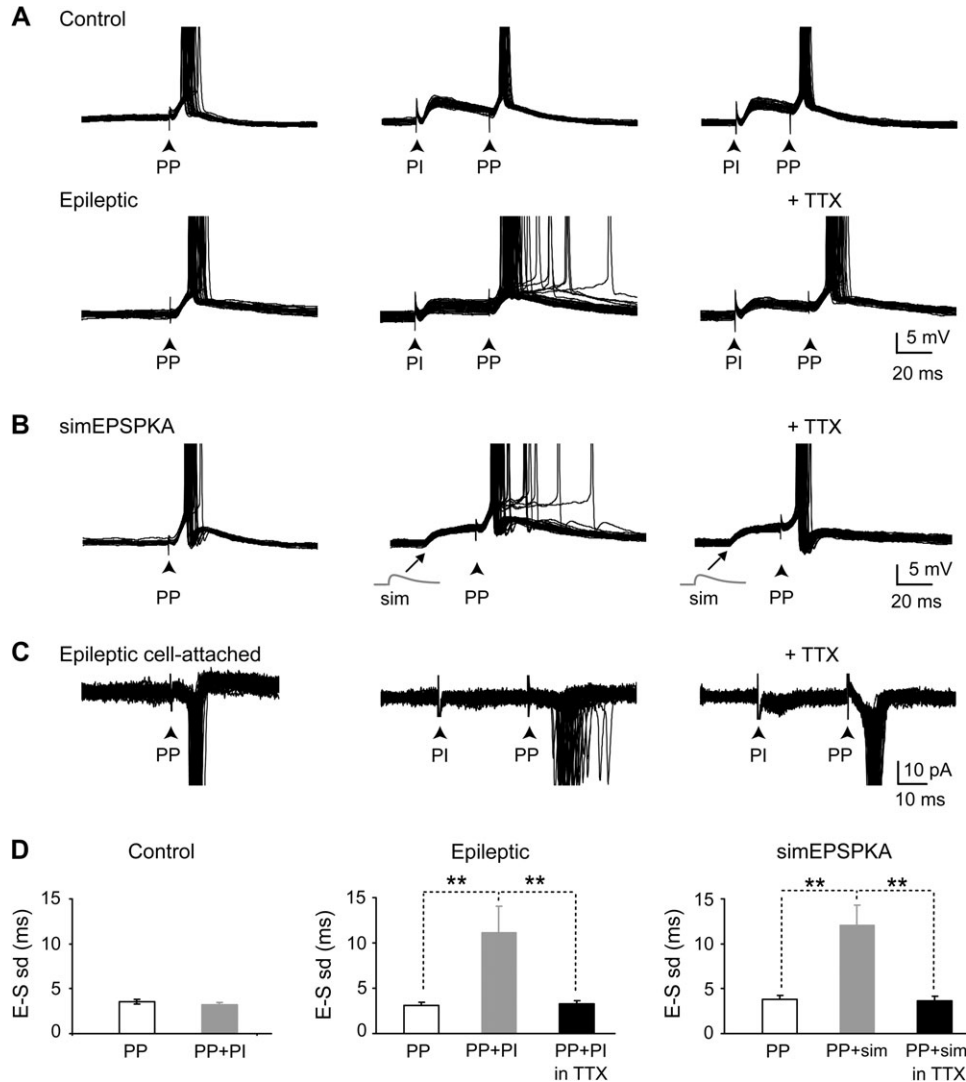 A Control
PP PI PP PI PP
Epileptic + TTX
PP PI PP PI PP
5 mV
20 ms
B simEPSPKA + TTX
sim sim
PP PP PP
5 mV
20 ms
C Epileptic cell-attached + TTX
PP PI PP PI PP
10 pA
10 ms
D Control Epileptic simEPSPKA
** ** ** **
15 15 15
10 10 10
5 5 5
0 0 0
E-S sd (ms) E-S sd (ms) E-S sd (ms)
PP PP+PI PP PP+PI PP+PI PP PP+sim PP+sim
in TTX in TTX